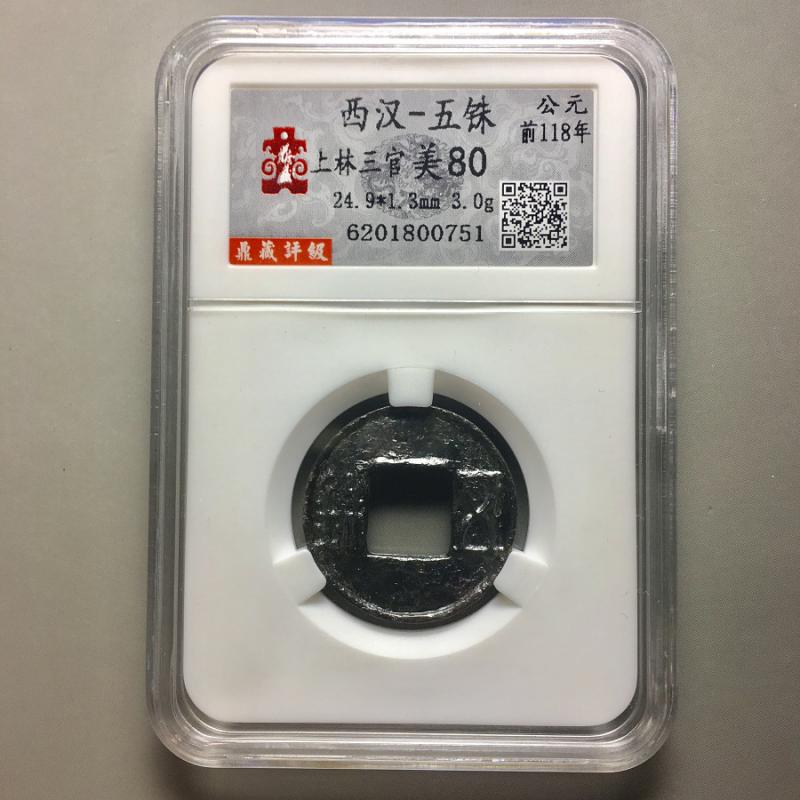 西汉-五铢
公元
前118年
上林三官 美80
24.9*1.3mm 3.0g
6201800751
鼎藏評級